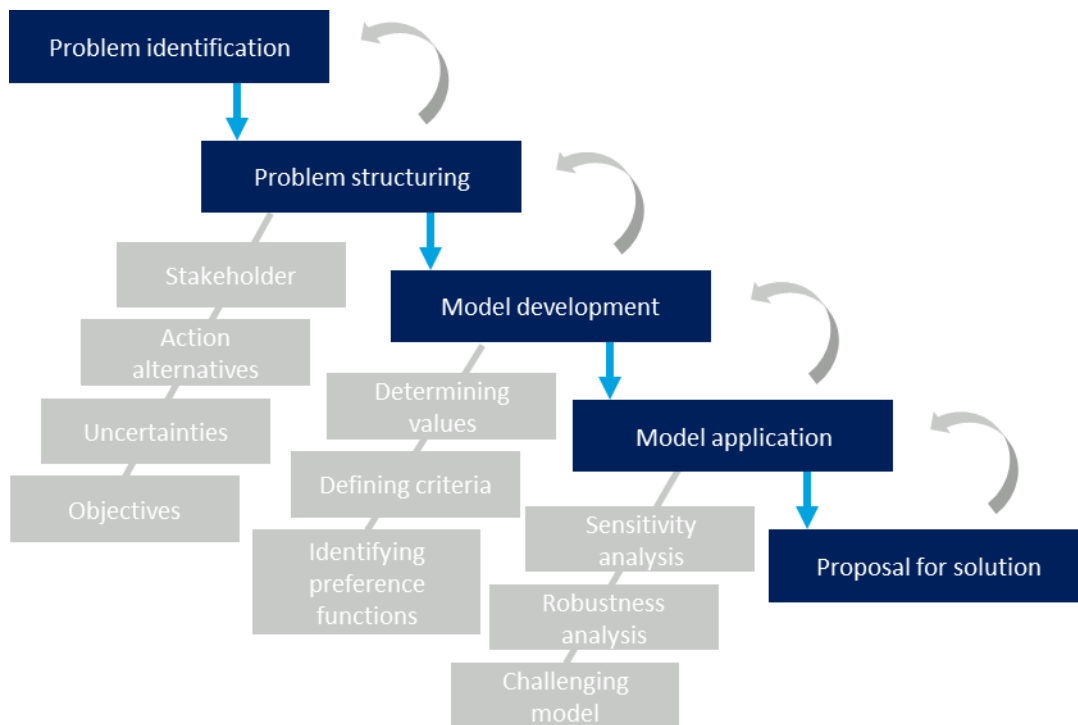 Problem identification
Problem structuring
Stakeholder
Action
alternatives
Uncertainties
Objectives
Model development
Determining
values
Defining criteria
Identifying
preference
functions
Model application
Sensitivity
analysis
Robustness
analysis
Challenging
model
Proposal for solution